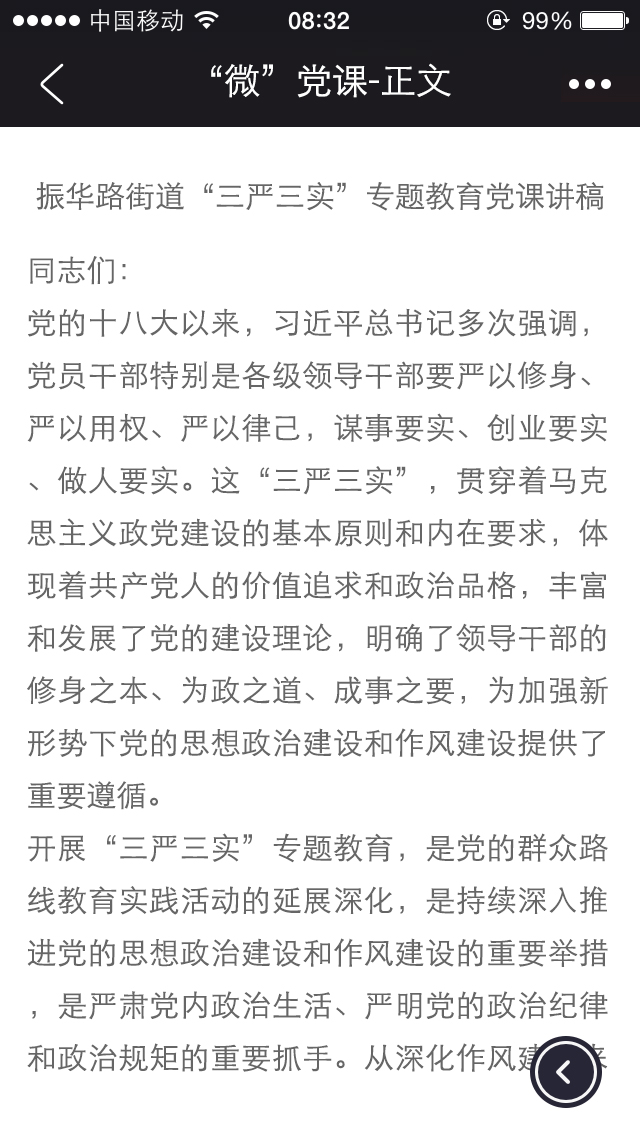 中国移动 08:32 99%
“微”党课-正文
振华路街道“三严三实”专题教育党课讲稿
同志们：
党的十八大以来，习近平总书记多次强调，
党员干部特别是各级领导干部要严以修身、
严以用权、严以律己，谋事要实、创业要实
、做人要实。这“三严三实”，贯穿着马克
思主义政党建设的基本原则和内在要求，体
现着共产党人的价值追求和政治品格，丰富
和发展了党的建设理论，明确了领导干部的
修身之本、为政之道、成事之要，为加强新
形势下党的思想政治建设和作风建设提供了
重要遵循。
开展“三严三实”专题教育，是党的群众路
线教育实践活动的延展深化，是持续深入推
进党的思想政治建设和作风建设的重要举措
，是严肃党内政治生活、严明党的政治纪律
和政治规矩的重要抓手。从深化作风建